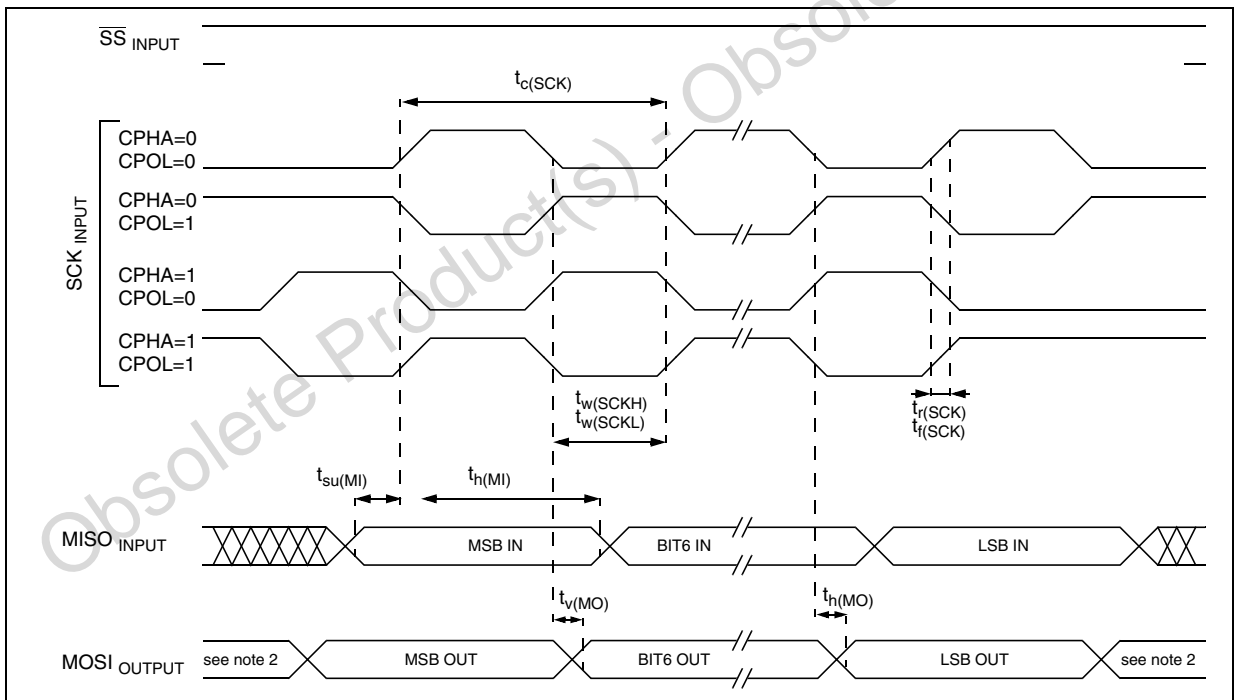 SS INPUT
tc(SCK)
SCK INPUT
CPHA=0
CPOL=0
CPHA=0
CPOL=1
CPHA=1
CPOL=0
CPHA=1
CPOL=1
tw(SCKH)
tw(SCKL)
tr(SCK)
tf(SCK)
tsu(MI)
th(MI)
MISO INPUT
MSB IN
BIT6 IN
LSB IN
tv(MO)
th(MO)
MOSI OUTPUT
see note 2
MSB OUT
BIT6 OUT
LSB OUT
see note 2
Obsolete Product(s) - Obsole